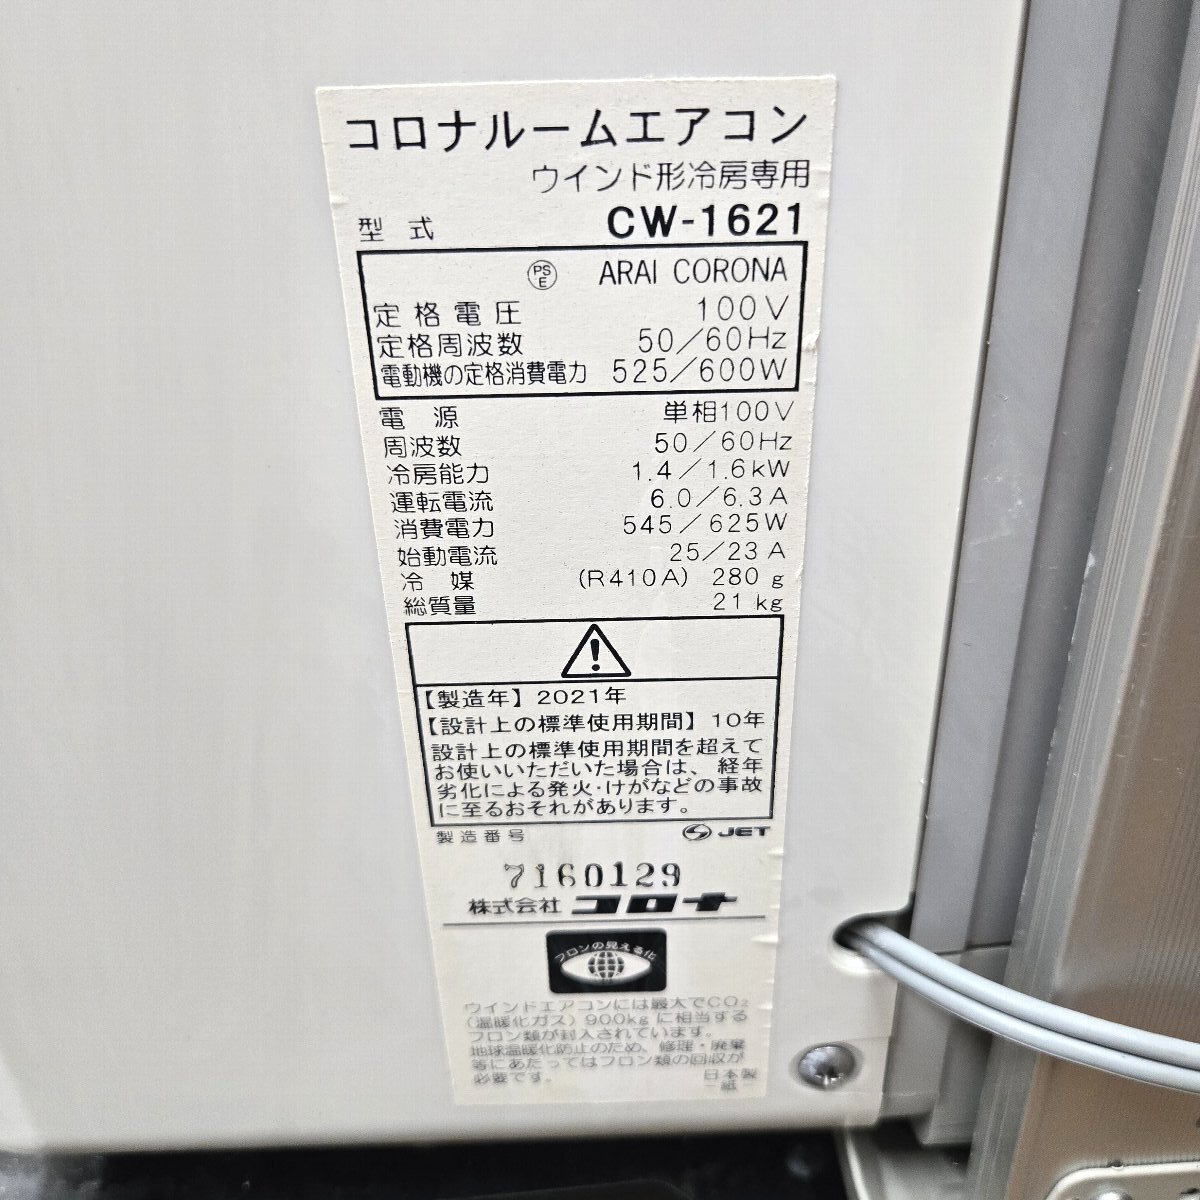 コロナルームエアコン
ウインド形冷房専用
型式 CW-1621
PSE ARAI CORONA
定格電圧 100V
定格周波数 50/60Hz
電動機の定格消費電力 525/600W
電源 単相100V
周波数 50/60Hz
冷房能力 1.4/1.6kW
運転電流 6.0/6.3A
消費電力 545/625W
始動電流 25/23A
冷媒 (R410A) 280g
総質量 21kg
【製造年】2021年
【設計上の標準使用期間】10年
設計上の標準使用期間を超えて
お使いいただいた場合は、経年
劣化による発火・けがなどの事故
に至るおそれがあります。
製造番号 JET
7160129
株式会社 コロナ
フロンの見える化
ウインドエアコンには最大でCO₂
(温暖化ガス)900kgに相当する
フロン類が封入されています。
地球温暖化防止のため、修理・廃棄
等にあたってはフロン類の回収が
必要です。 日本製
-紙-